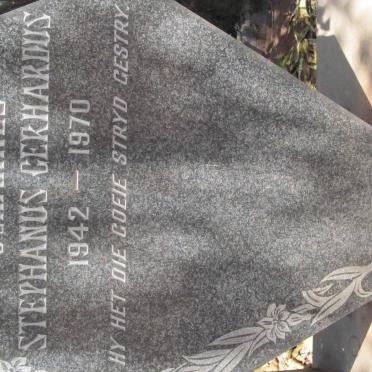 STEPHANUS GERHARDUS
1942 — 1970
HY HET DIE GOEIE STRYD GESTRY